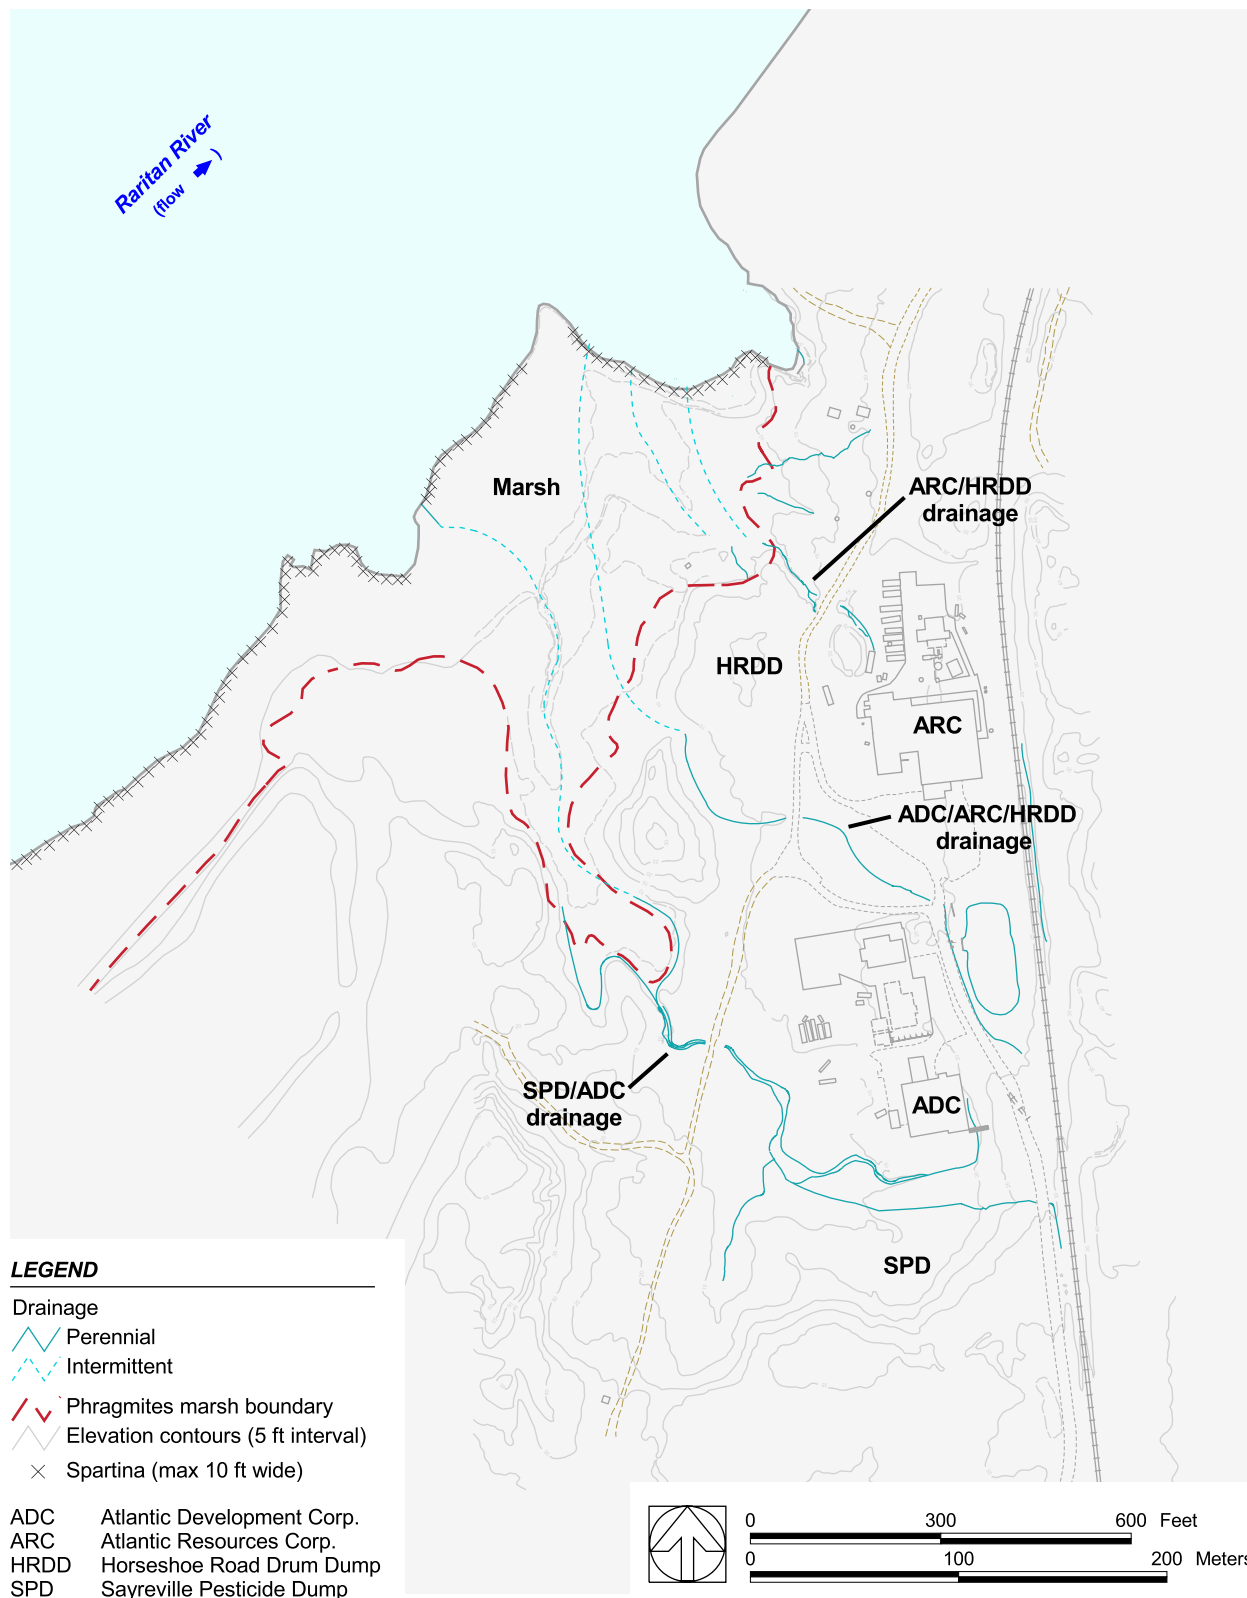 Raritan River
(flow )
Marsh
ARC/HRDD
drainage
HRDD
ARC
ADC/ARC/HRDD
drainage
SPD/ADC
drainage
ADC
SPD
LEGEND
Drainage
Perennial
Intermittent
Phragmites marsh boundary
Elevation contours (5 ft interval)
Spartina (max 10 ft wide)
ADC Atlantic Development Corp.
ARC Atlantic Resources Corp.
HRDD Horseshoe Road Drum Dump
SPD Sayreville Pesticide Dump
0 300 600 Feet
0 100 200 Meters